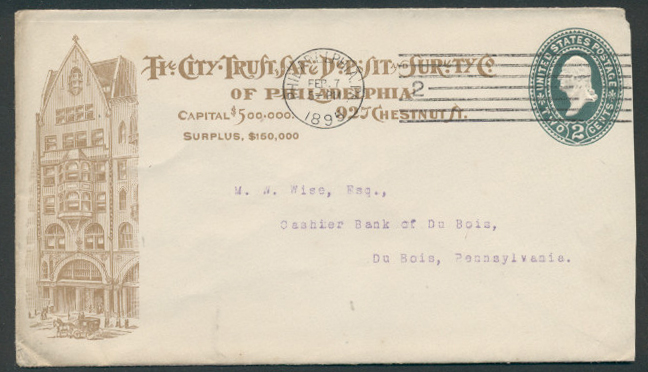 The City Trust, Safe Deposit & Surety Co
OF PHILADELPHIA
CAPITAL $500,000. 925 CHESTNUT ST.
SURPLUS, $150,000
FEB 7
189
2
UNITED STATES POSTAGE
TWO 2 CENTS
M. N. Wise, Esq.,
Cashier Bank of Du Bois,
Du Bois, Pennsylvania.